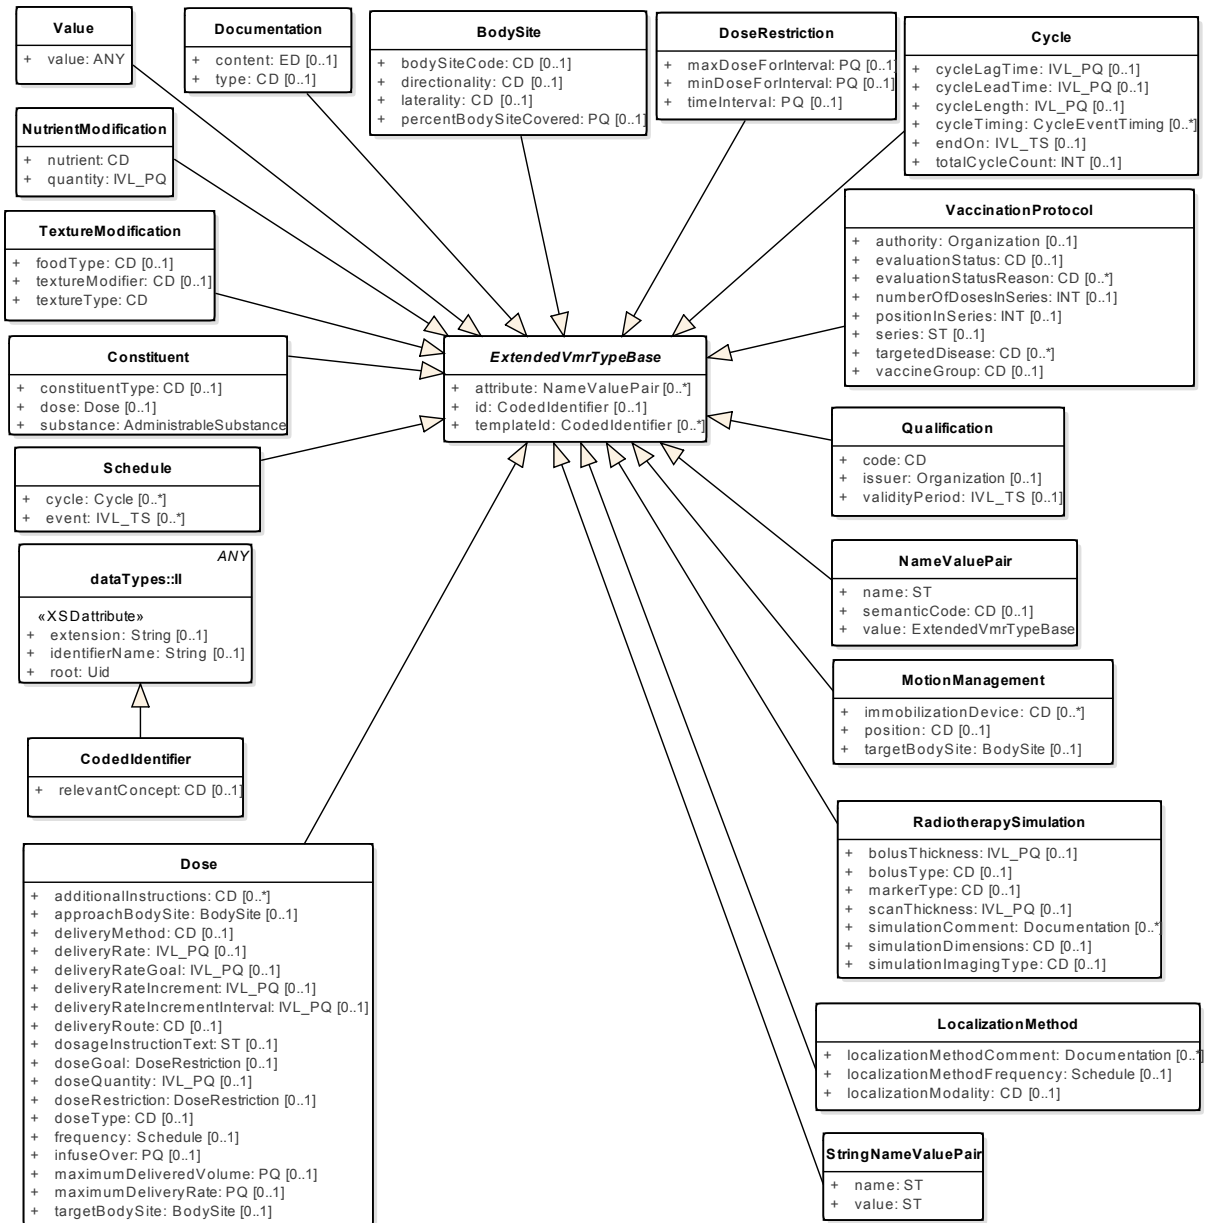 Value
+ value: ANY
Documentation
+ content: ED [0..1]
+ type: CD [0..1]
BodySite
+ bodySiteCode: CD [0..1]
+ directionality: CD [0..1]
+ laterality: CD [0..1]
+ percentBodySiteCovered: PQ [0..1]
DoseRestriction
+ maxDoseForInterval: PQ [0..1]
+ minDoseForInterval: PQ [0..1]
+ timeInterval: PQ [0..1]
Cycle
+ cycleLagTime: IVL_PQ [0..1]
+ cycleLeadTime: IVL_PQ [0..1]
+ cycleLength: IVL_PQ [0..1]
+ cycleTiming: CycleEventTiming [0..*]
+ endOn: IVL_TS [0..1]
+ totalCycleCount: INT [0..1]
NutrientModification
+ nutrient: CD
+ quantity: IVL_PQ
TextureModification
+ foodType: CD [0..1]
+ textureModifier: CD [0..1]
+ textureType: CD
VaccinationProtocol
+ authority: Organization [0..1]
+ evaluationStatus: CD [0..1]
+ evaluationStatusReason: CD [0..*]
+ numberOfDosesInSeries: INT [0..1]
+ positionInSeries: INT [0..1]
+ series: ST [0..1]
+ targetedDisease: CD [0..*]
+ vaccineGroup: CD [0..1]
Constituent
+ constituentType: CD [0..1]
+ dose: Dose [0..1]
+ substance: AdministrableSubstance
ExtendedVmrTypeBase
+ attribute: NameValuePair [0..*]
+ id: CodedIdentifier [0..1]
+ templateId: CodedIdentifier [0..*]
Qualification
+ code: CD
+ issuer: Organization [0..1]
+ validityPeriod: IVL_TS [0..1]
Schedule
+ cycle: Cycle [0..*]
+ event: IVL_TS [0..*]
ANY
dataTypes::II
«XSDattribute»
+ extension: String [0..1]
+ identifierName: String [0..1]
+ root: Uid
NameValuePair
+ name: ST
+ semanticCode: CD [0..1]
+ value: ExtendedVmrTypeBase
MotionManagement
+ immobilizationDevice: CD [0..*]
+ position: CD [0..1]
+ targetBodySite: BodySite [0..1]
CodedIdentifier
+ relevantConcept: CD [0..1]
RadiotherapySimulation
+ bolusThickness: IVL_PQ [0..1]
+ bolusType: CD [0..1]
+ markerType: CD [0..1]
+ scanThickness: IVL_PQ [0..1]
+ simulationComment: Documentation [0..*]
+ simulationDimensions: CD [0..1]
+ simulationImagingType: CD [0..1]
Dose
+ additionalInstructions: CD [0..*]
+ approachBodySite: BodySite [0..1]
+ deliveryMethod: CD [0..1]
+ deliveryRate: IVL_PQ [0..1]
+ deliveryRateGoal: IVL_PQ [0..1]
+ deliveryRateIncrement: IVL_PQ [0..1]
+ deliveryRateIncrementInterval: IVL_PQ [0..1]
+ deliveryRoute: CD [0..1]
+ dosageInstructionText: ST [0..1]
+ doseGoal: DoseRestriction [0..1]
+ doseQuantity: IVL_PQ [0..1]
+ doseRestriction: DoseRestriction [0..1]
+ doseType: CD [0..1]
+ frequency: Schedule [0..1]
+ infuseOver: PQ [0..1]
+ maximumDeliveredVolume: PQ [0..1]
+ maximumDeliveryRate: PQ [0..1]
+ targetBodySite: BodySite [0..1]
LocalizationMethod
+ localizationMethodComment: Documentation [0..*]
+ localizationMethodFrequency: Schedule [0..1]
+ localizationModality: CD [0..1]
StringNameValuePair
+ name: ST
+ value: ST